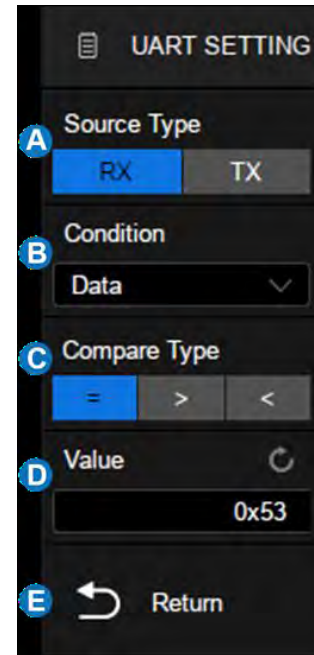 UART SETTING
A
Source Type
RX TX
B
Condition
Data
C
Compare Type
= > <
D
Value
0x53
E
Return